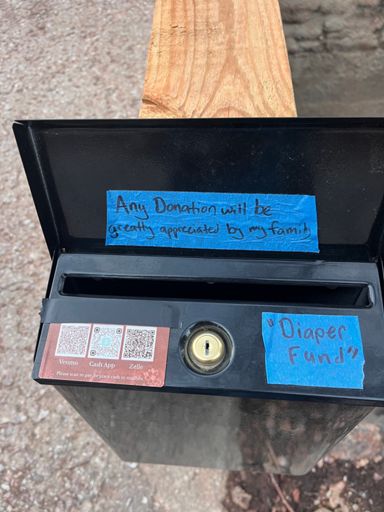 Any Donation will be
greatly appreciated by my family
"Diaper
Fund"
Venmo Cash App Zelle